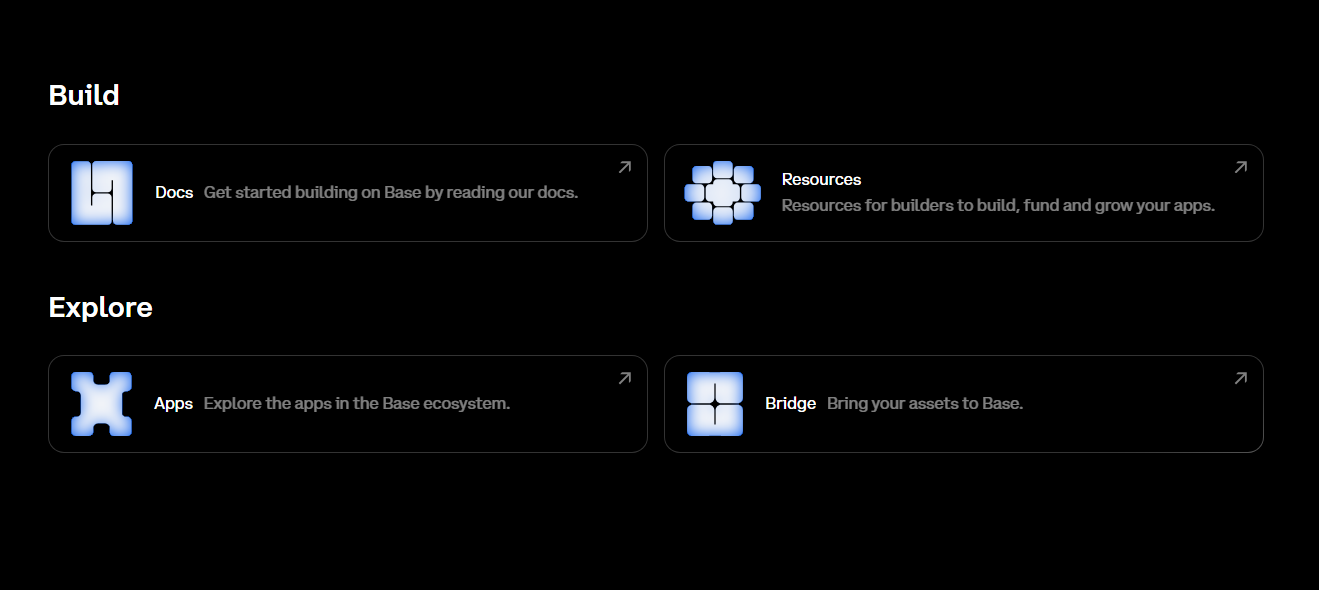 Build
Docs Get started building on Base by reading our docs.
Resources
Resources for builders to build, fund and grow your apps.
Explore
Apps Explore the apps in the Base ecosystem.
Bridge Bring your assets to Base.